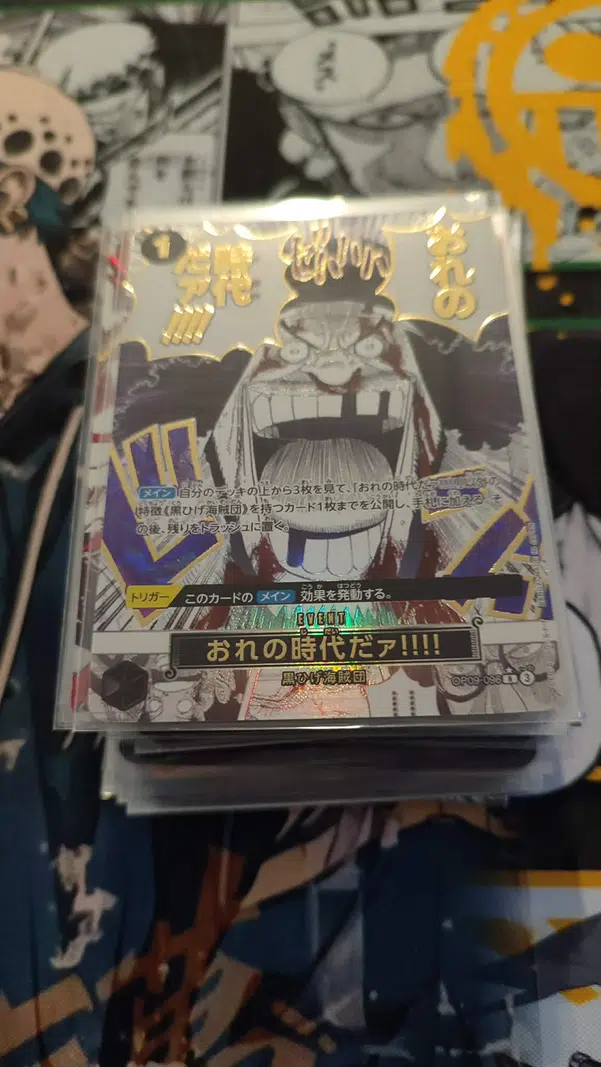 1
おれの
時代
だァ
!!!!
メイン 自分のデッキの上から3枚を見て、「おれの時代だァ!!!!」以外の
特徴《黒ひげ海賊団》を持つカード1枚までを公開し、手札に加える。そ
の後、残りをトラッシュに置く。
トリガー このカードの メイン 効果を発動する。
EVENT
おれの時代だァ!!!!
黒ひげ海賊団
OP09-096 R 3